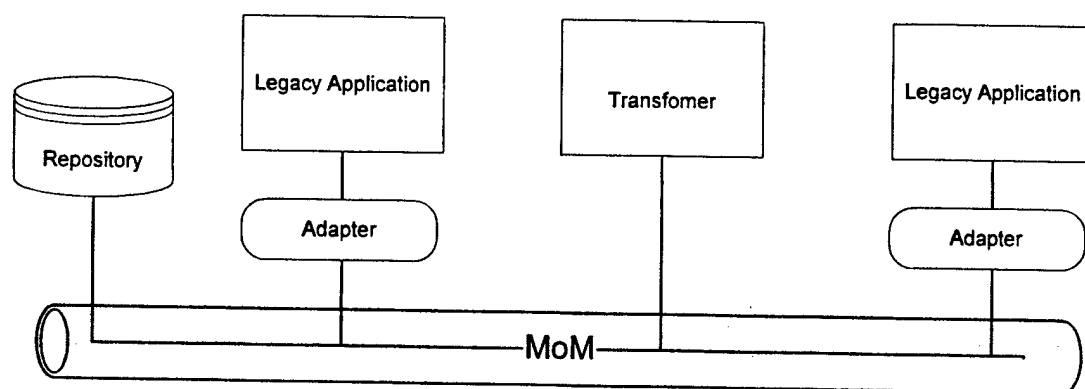 Legacy Application
Transfomer
Legacy Application
Repository
Adapter
Adapter
MoM